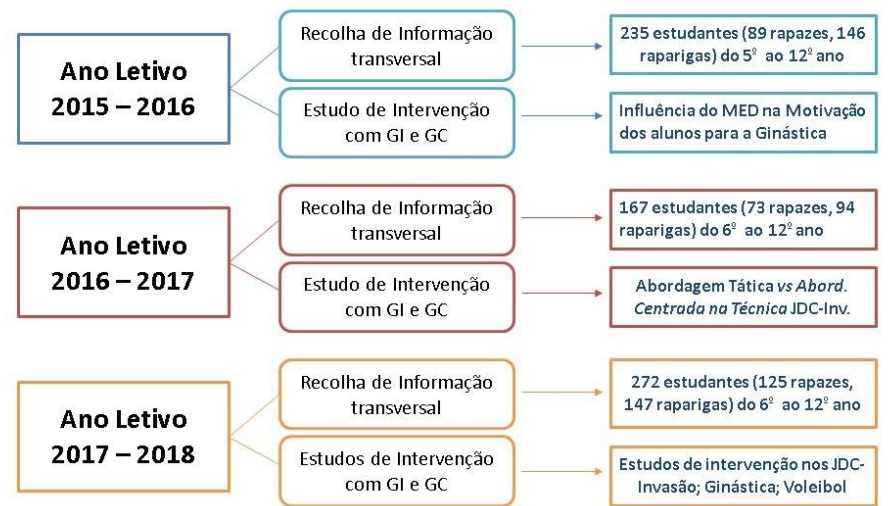 Ano Letivo
2015 – 2016
Recolha de Informação
transversal
235 estudantes (89 rapazes, 146
raparigas) do 5º ao 12º ano
Estudo de Intervenção
com GI e GC
Influência do MED na Motivação
dos alunos para a Ginástica
Ano Letivo
2016 – 2017
Recolha de Informação
transversal
167 estudantes (73 rapazes, 94
raparigas) do 6º ao 12º ano
Estudo de Intervenção
com GI e GC
Abordagem Tática vs Abord.
Centrada na Técnica JDC-Inv.
Ano Letivo
2017 – 2018
Recolha de Informação
transversal
272 estudantes (125 rapazes,
147 raparigas) do 6º ao 12º ano
Estudos de Intervenção
com GI e GC
Estudos de intervenção nos JDC-
Invasão; Ginástica; Voleibol